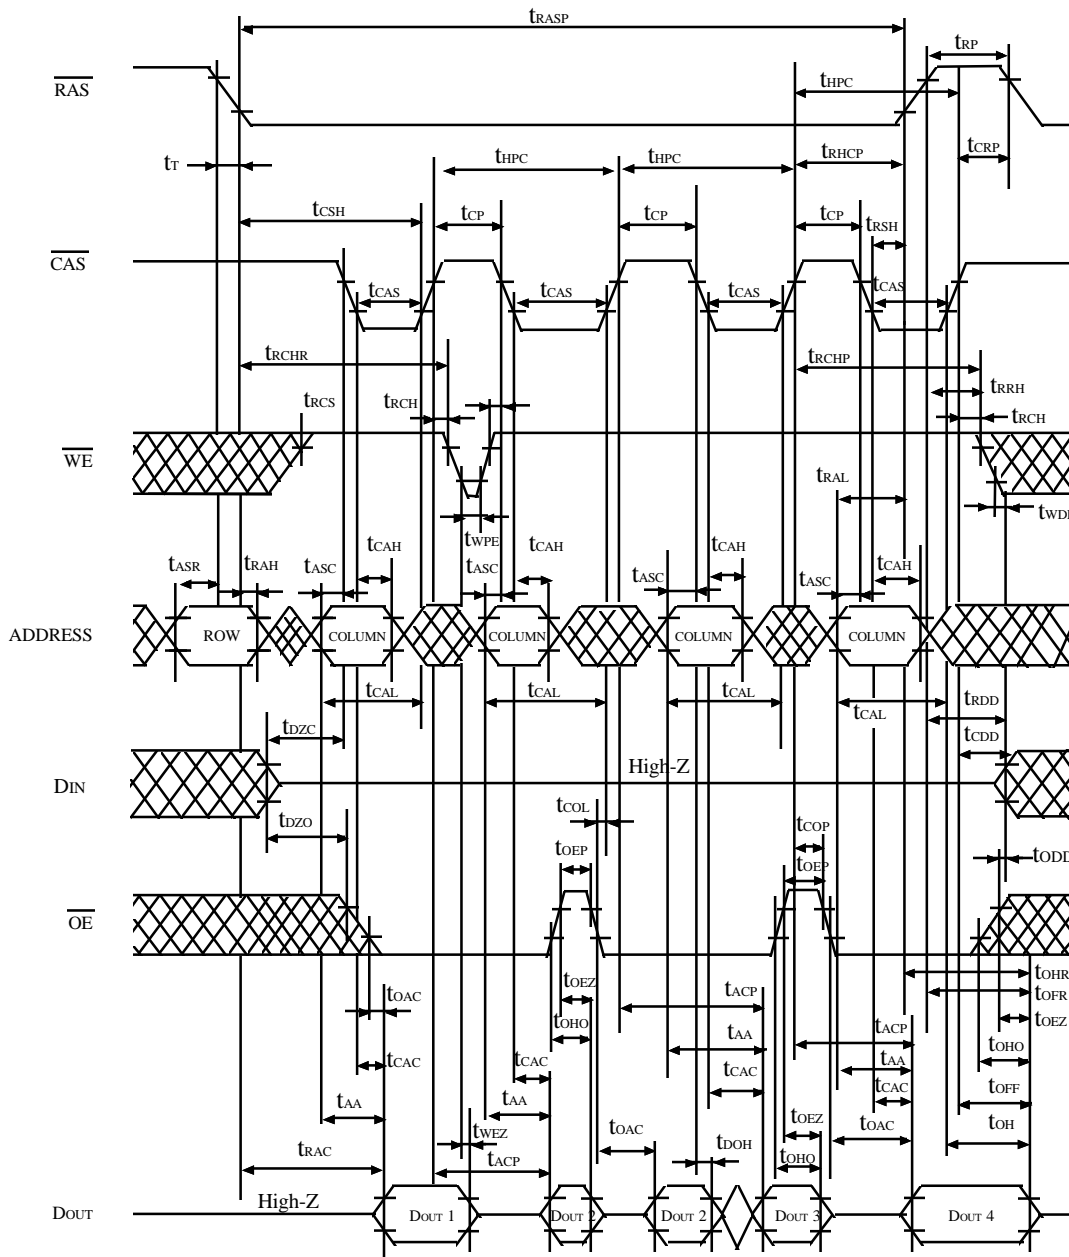 tRASP
tRP
RAS
tHPC
tT
tHPC
tHPC
tRHCP
tCRP
tCSH
tCP
tCP
tCP
tRSH
CAS
tCAS
tCAS
tCAS
tCAS
tRCHR
tRCHP
tRRH
tRCS
tRCH
tRCH
WE
tRAL
tWPE
tASR
tRAH
tASC
tCAH
tASC
tCAH
tASC
tCAH
tASC
tCAH
ADDRESS
ROW
COLUMN
COLUMN
COLUMN
COLUMN
tCAL
tCAL
tCAL
tCAL
tRDD
tDZC
tCDD
DIN
High-Z
tDZO
tCOL
tCOP
tOEP
tOEP
tODD
OE
tOHR
tOFR
tOAC
tOEZ
tACP
tACP
tOEZ
tOHO
tAA
tOHO
tCAC
tCAC
tCAC
tAA
tCAC
tOFF
tAA
tAA
tOEZ
tOAC
tOH
tWEZ
tOAC
tDOH
tOHO
tRAC
tACP
High-Z
DOUT
DOUT 1
DOUT 2
DOUT 2
DOUT 3
DOUT 4